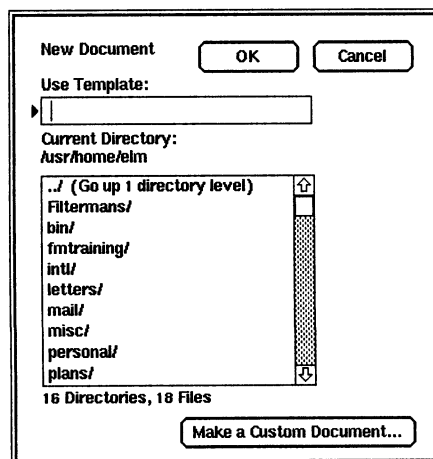 New Document OK Cancel
Use Template:
Current Directory:
/usr/home/elm
../ (Go up 1 directory level)
Filtermans/
bin/
fmtraining/
intl/
letters/
mail/
misc/
personal/
plans/
16 Directories, 18 Files
Make a Custom Document...